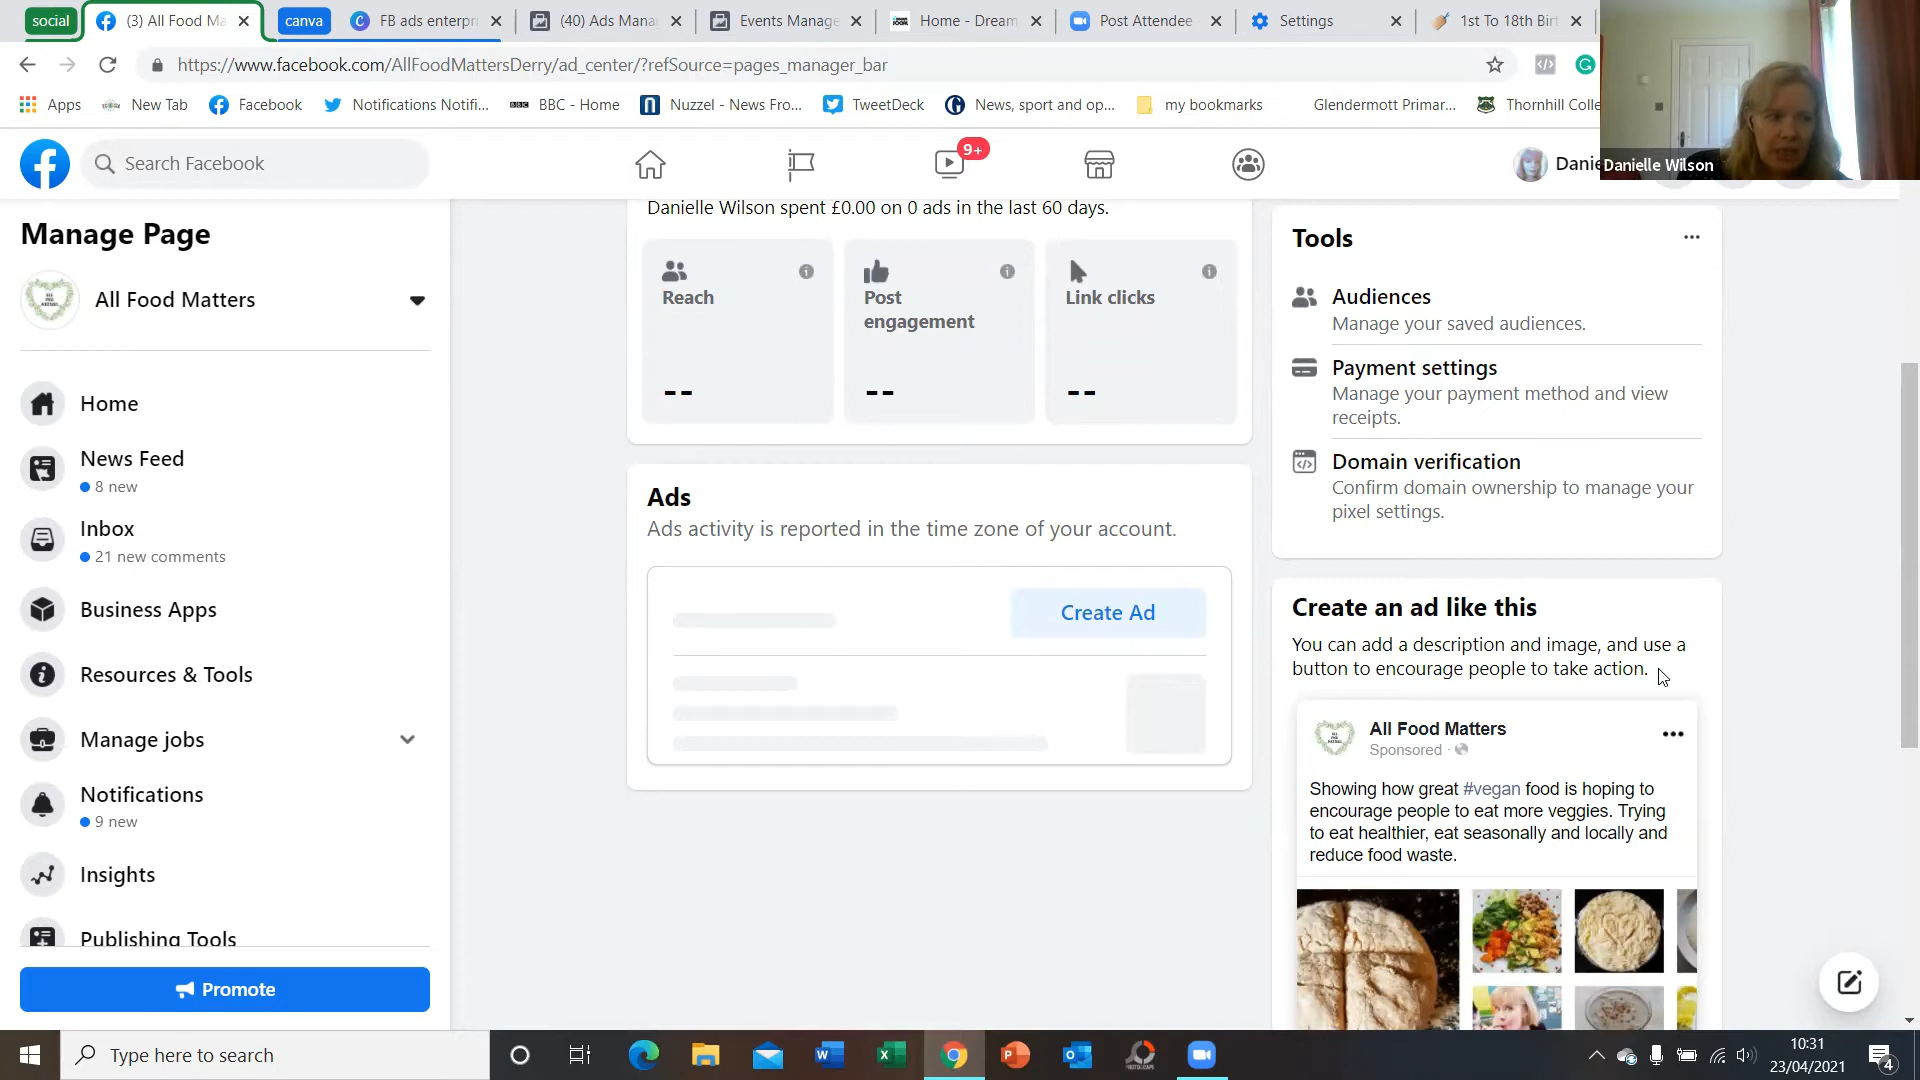 social
(3) All Food Ma
canva
FB ads enterpri
(40) Ads Mana
Events Manage
Home - Dream
Post Attendee
Settings
1st To 18th Birt
https://www.facebook.com/AllFoodMattersDerry/ad_center/?refSource=pages_manager_bar
Apps
New Tab
Facebook
Notifications Notifi...
BBC - Home
Nuzzel - News Fro...
TweetDeck
News, sport and op...
my bookmarks
Glendermott Primar...
Thornhill Colle
Search Facebook
9+
Danie
Danielle Wilson
Manage Page
All Food Matters
Home
News Feed
8 new
Inbox
21 new comments
Business Apps
Resources & Tools
Manage jobs
Notifications
9 new
Insights
Publishing Tools
Promote
Danielle Wilson spent £0.00 on 0 ads in the last 60 days.
Reach
--
Post
engagement
--
Link clicks
--
Ads
Ads activity is reported in the time zone of your account.
Create Ad
Tools
Audiences
Manage your saved audiences.
Payment settings
Manage your payment method and view
receipts.
Domain verification
Confirm domain ownership to manage your
pixel settings.
Create an ad like this
You can add a description and image, and use a
button to encourage people to take action.
All Food Matters
Sponsored ·
Showing how great #vegan food is hoping to
encourage people to eat more veggies. Trying
to eat healthier, eat seasonally and locally and
reduce food waste.
Type here to search
10:31
23/04/2021
4